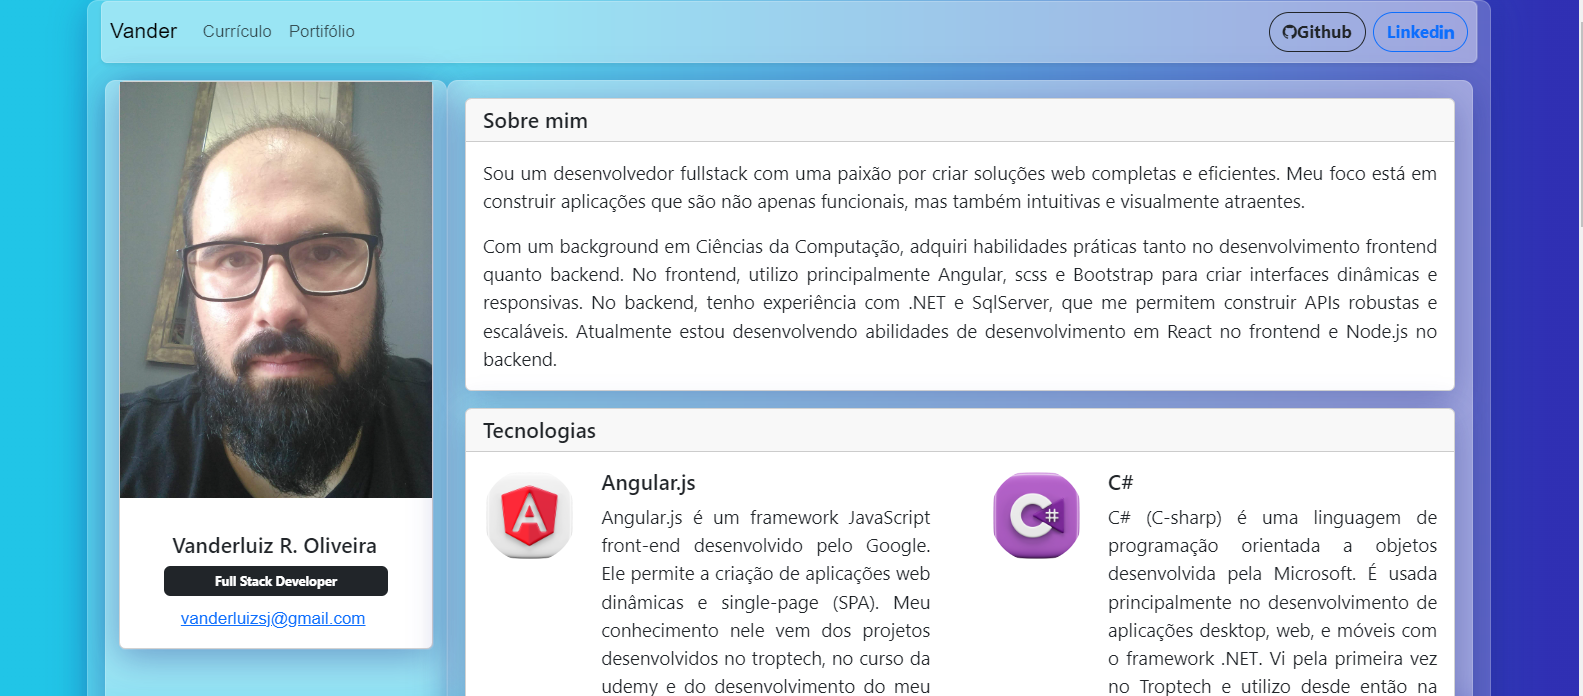 Vander Currículo Portifólio Github Linkedin
Vanderluiz R. Oliveira
Full Stack Developer
vanderluizsj@gmail.com
Sobre mim
Sou um desenvolvedor fullstack com uma paixão por criar soluções web completas e eficientes. Meu foco está em
construir aplicações que são não apenas funcionais, mas também intuitivas e visualmente atraentes.
Com um background em Ciências da Computação, adquiri habilidades práticas tanto no desenvolvimento frontend
quanto backend. No frontend, utilizo principalmente Angular, scss e Bootstrap para criar interfaces dinâmicas e
responsivas. No backend, tenho experiência com .NET e SqlServer, que me permitem construir APIs robustas e
escaláveis. Atualmente estou desenvolvendo abilidades de desenvolvimento em React no frontend e Node.js no
backend.
Tecnologias
A
Angular.js
Angular.js é um framework JavaScript
front-end desenvolvido pelo Google.
Ele permite a criação de aplicações web
dinâmicas e single-page (SPA). Meu
conhecimento nele vem dos projetos
desenvolvidos no troptech, no curso da
udemy e do desenvolvimento do meu
C#
C#
C# (C-sharp) é uma linguagem de
programação orientada a objetos
desenvolvida pela Microsoft. É usada
principalmente no desenvolvimento de
aplicações desktop, web, e móveis com
o framework .NET. Vi pela primeira vez
no Troptech e utilizo desde então na